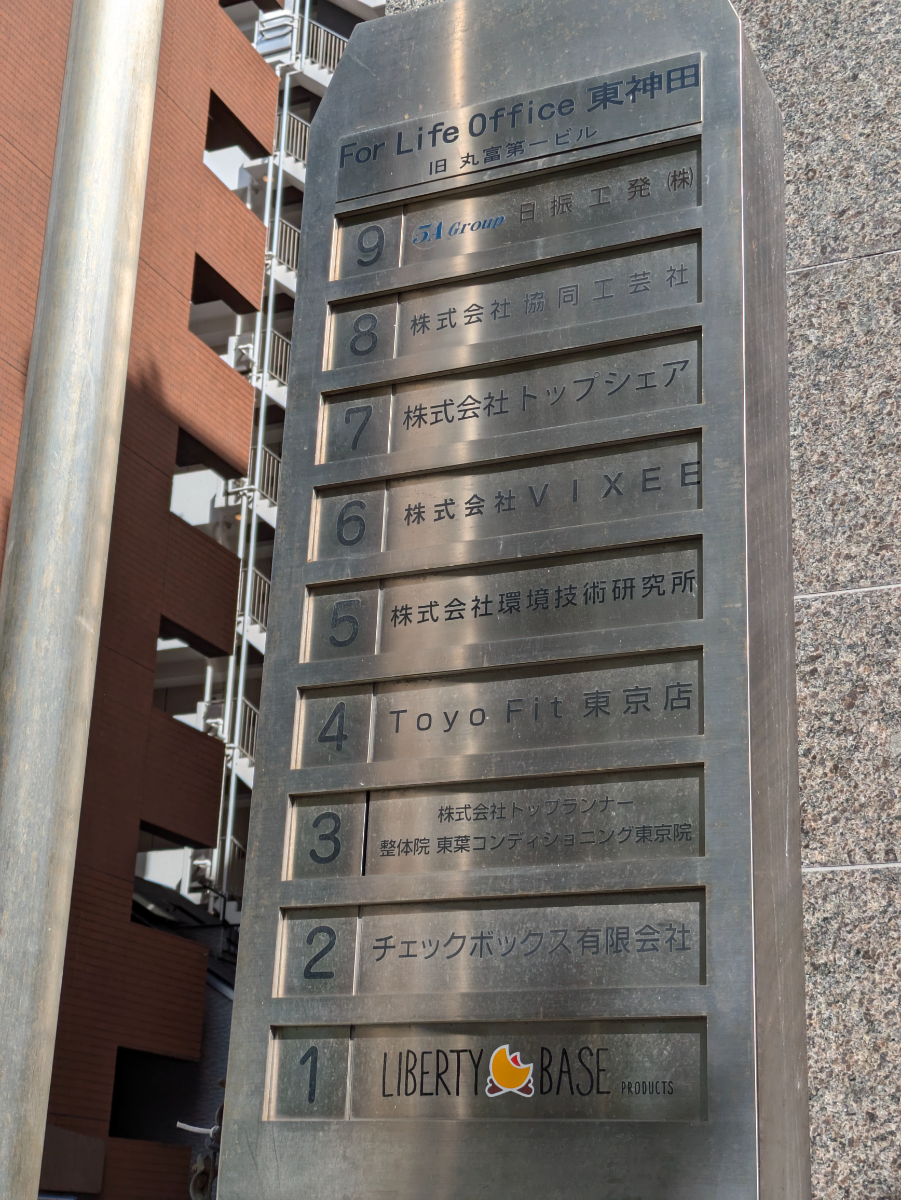 For Life Office 東神田
旧 丸富第一ビル
9 5A Group 日振工発㈱
8 株式会社協同工芸社
7 株式会社トップシェア
6 株式会社VIXEE
5 株式会社環境技術研究所
4 Toyo Fit 東京店
3 株式会社トップランナー
整体院 東葉コンディショニング東京院
2 チェックボックス有限会社
1 LIBERTY BASE PRODUCTS